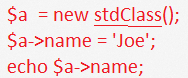 $a = new stdClass();
$a->name = 'Joe';
echo $a->name;